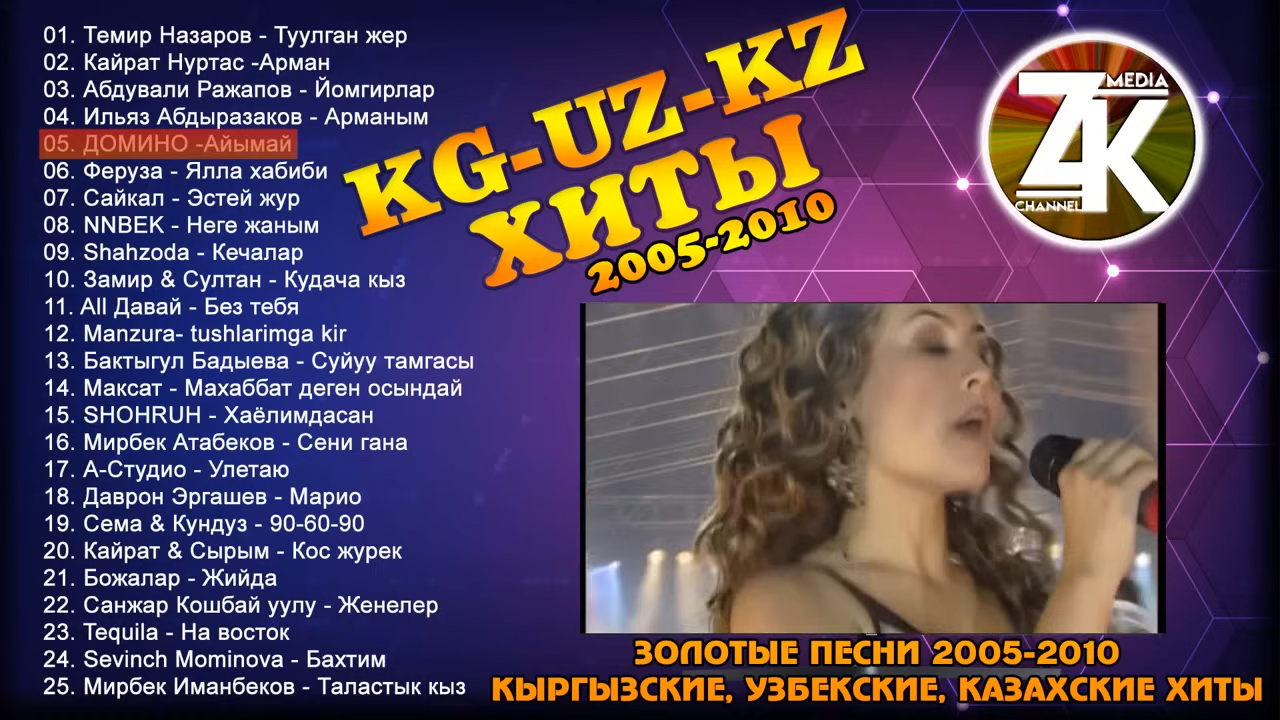 01. Темир Назаров - Туулган жер
02. Кайрат Нуртас -Арман
03. Абдували Ражапов - Йомгирлар
04. Ильяз Абдыразаков - Арманым
05. ДОМИНО -Айымай
06. Феруза - Ялла хабиби
07. Сайкал - Эстей жур
08. NNBEK - Неге жаным
09. Shahzoda - Кечалар
10. Замир & Султан - Кудача кыз
11. All Давай - Без тебя
12. Manzura- tushlarimga kir
13. Бактыгул Бадыева - Суйуу тамгасы
14. Максат - Махаббат деген осындай
15. SHOHRUH - Хаёлимдасан
16. Мирбек Атабеков - Сени гана
17. А-Студио - Улетаю
18. Даврон Эргашев - Марио
19. Сема & Кундуз - 90-60-90
20. Кайрат & Сырым - Кос журек
21. Божалар - Жийда
22. Санжар Кошбай уулу - Женелер
23. Tequila - На восток
24. Sevinch Mominova - Бахтим
25. Мирбек Иманбеков - Таластык кыз
KG-UZ-KZ
ХИТЫ
2005-2010
ZK
MEDIA
CHANNEL
ЗОЛОТЫЕ ПЕСНИ 2005-2010
КЫРГЫЗСКИЕ, УЗБЕКСКИЕ, КАЗАХСКИЕ ХИТЫ